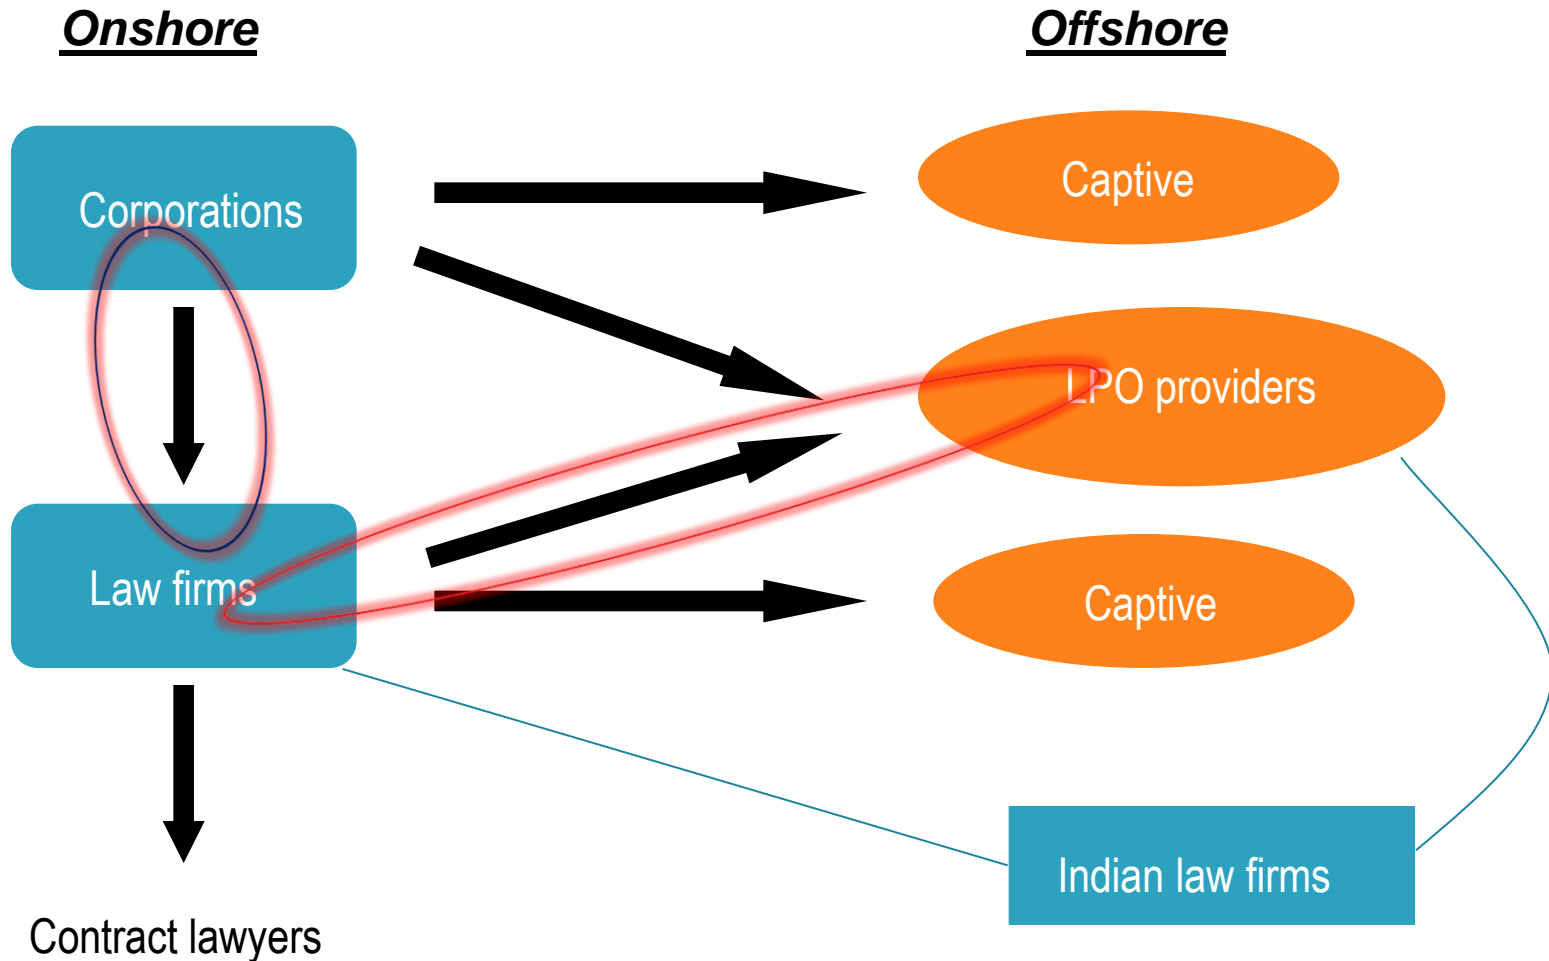 Onshore
Offshore
Corporations
Captive
LPO providers
Law firms
Captive
Indian law firms
Contract lawyers